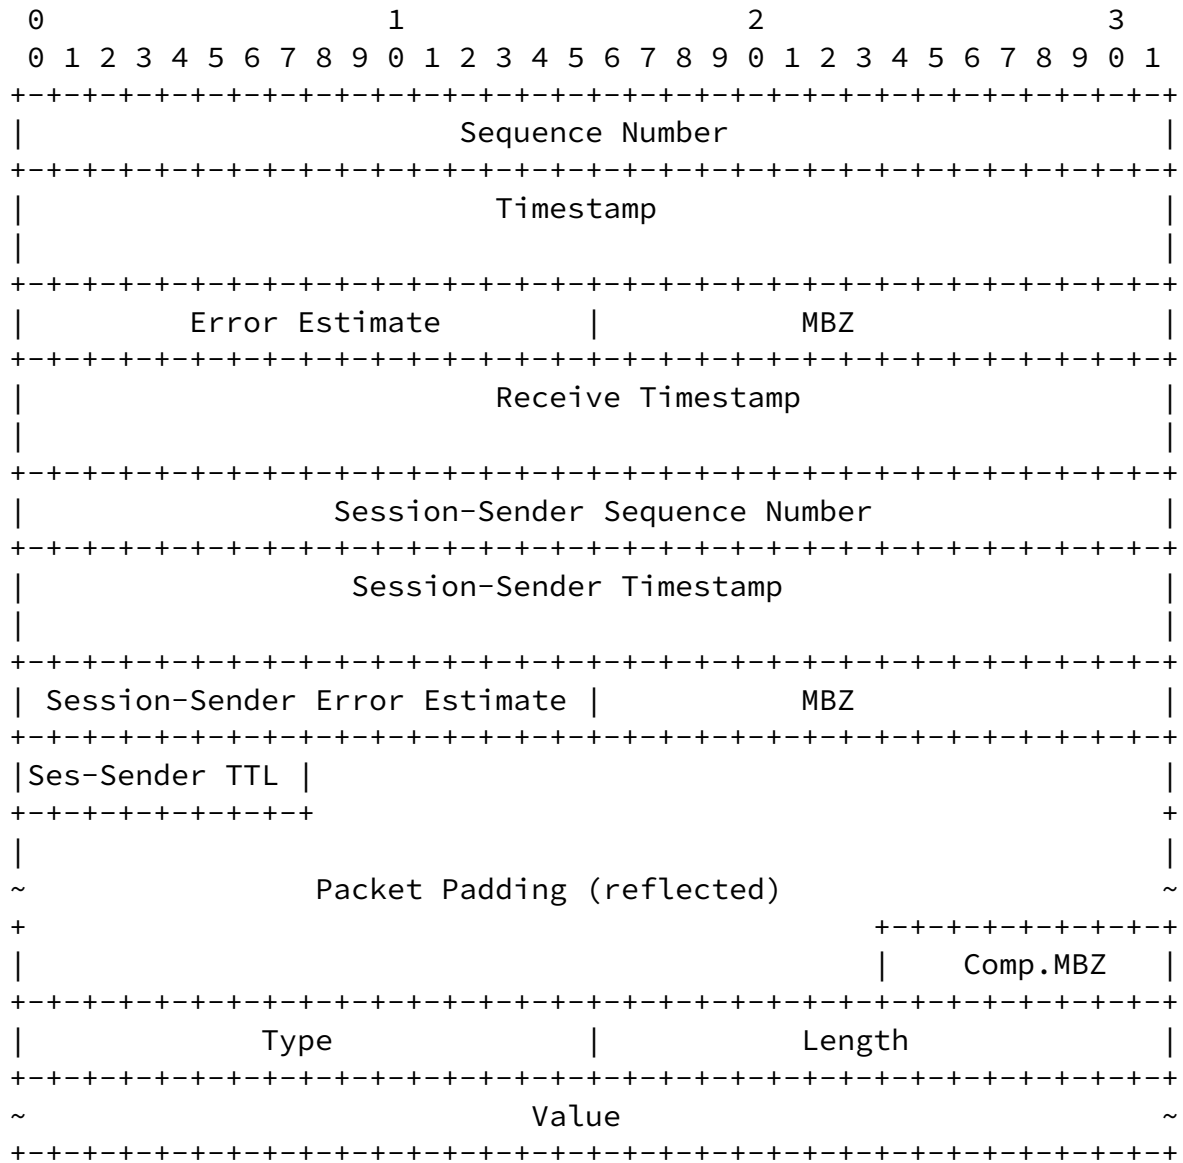 0                   1                   2                   3
 0 1 2 3 4 5 6 7 8 9 0 1 2 3 4 5 6 7 8 9 0 1 2 3 4 5 6 7 8 9 0 1
+-+-+-+-+-+-+-+-+-+-+-+-+-+-+-+-+-+-+-+-+-+-+-+-+-+-+-+-+-+-+-+-+
|                        Sequence Number                        |
+-+-+-+-+-+-+-+-+-+-+-+-+-+-+-+-+-+-+-+-+-+-+-+-+-+-+-+-+-+-+-+-+
|                          Timestamp                            |
|                                                               |
+-+-+-+-+-+-+-+-+-+-+-+-+-+-+-+-+-+-+-+-+-+-+-+-+-+-+-+-+-+-+-+-+
|         Error Estimate        |           MBZ                 |
+-+-+-+-+-+-+-+-+-+-+-+-+-+-+-+-+-+-+-+-+-+-+-+-+-+-+-+-+-+-+-+-+
|                          Receive Timestamp                    |
|                                                               |
+-+-+-+-+-+-+-+-+-+-+-+-+-+-+-+-+-+-+-+-+-+-+-+-+-+-+-+-+-+-+-+-+
|                 Session-Sender Sequence Number                |
+-+-+-+-+-+-+-+-+-+-+-+-+-+-+-+-+-+-+-+-+-+-+-+-+-+-+-+-+-+-+-+-+
|                  Session-Sender Timestamp                     |
|                                                               |
+-+-+-+-+-+-+-+-+-+-+-+-+-+-+-+-+-+-+-+-+-+-+-+-+-+-+-+-+-+-+-+-+
| Session-Sender Error Estimate |           MBZ                 |
+-+-+-+-+-+-+-+-+-+-+-+-+-+-+-+-+-+-+-+-+-+-+-+-+-+-+-+-+-+-+-+-+
|Ses-Sender TTL |                                               |
+-+-+-+-+-+-+-+-+                                               +
|                                                               |
~                Packet Padding (reflected)                     ~
+                                               +-+-+-+-+-+-+-+-+
|                                               |    Comp.MBZ   |
+-+-+-+-+-+-+-+-+-+-+-+-+-+-+-+-+-+-+-+-+-+-+-+-+-+-+-+-+-+-+-+-+
|             Type              |           Length              |
+-+-+-+-+-+-+-+-+-+-+-+-+-+-+-+-+-+-+-+-+-+-+-+-+-+-+-+-+-+-+-+-+
~                            Value                              ~
+-+-+-+-+-+-+-+-+-+-+-+-+-+-+-+-+-+-+-+-+-+-+-+-+-+-+-+-+-+-+-+-+